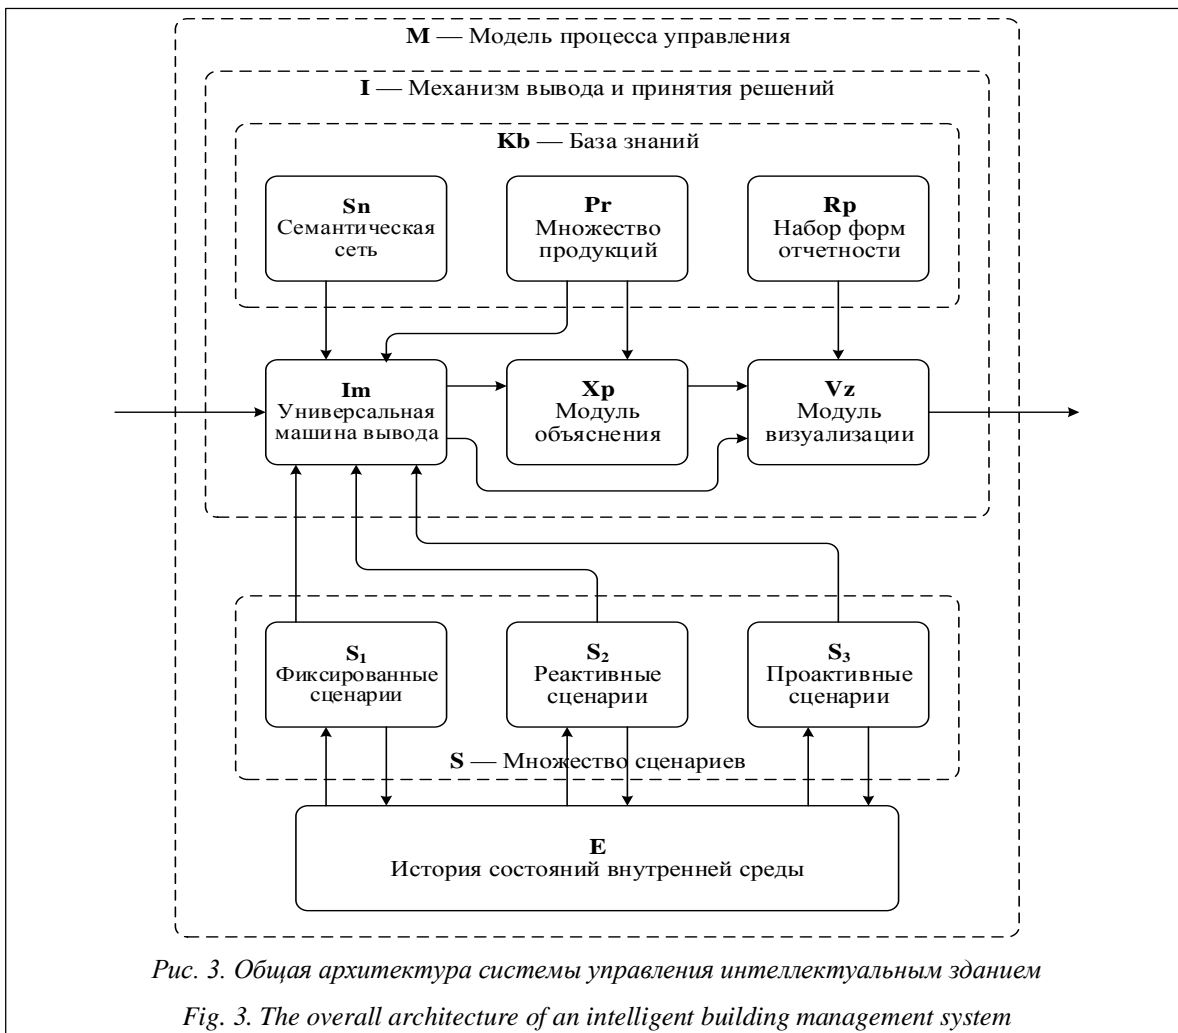 M — Модель процесса управления
I — Механизм вывода и принятия решений
Kb — База знаний
Sn
Семантическая
сеть
Pr
Множество
продукций
Rp
Набор форм
отчетности
Im
Универсальная
машина вывода
Xp
Модуль
объяснения
Vz
Модуль
визуализации
S₁
Фиксированные
сценарии
S₂
Реактивные
сценарии
S₃
Проактивные
сценарии
S — Множество сценариев
E
История состояний внутренней среды
Рис. 3. Общая архитектура системы управления интеллектуальным зданием
Fig. 3. The overall architecture of an intelligent building management system